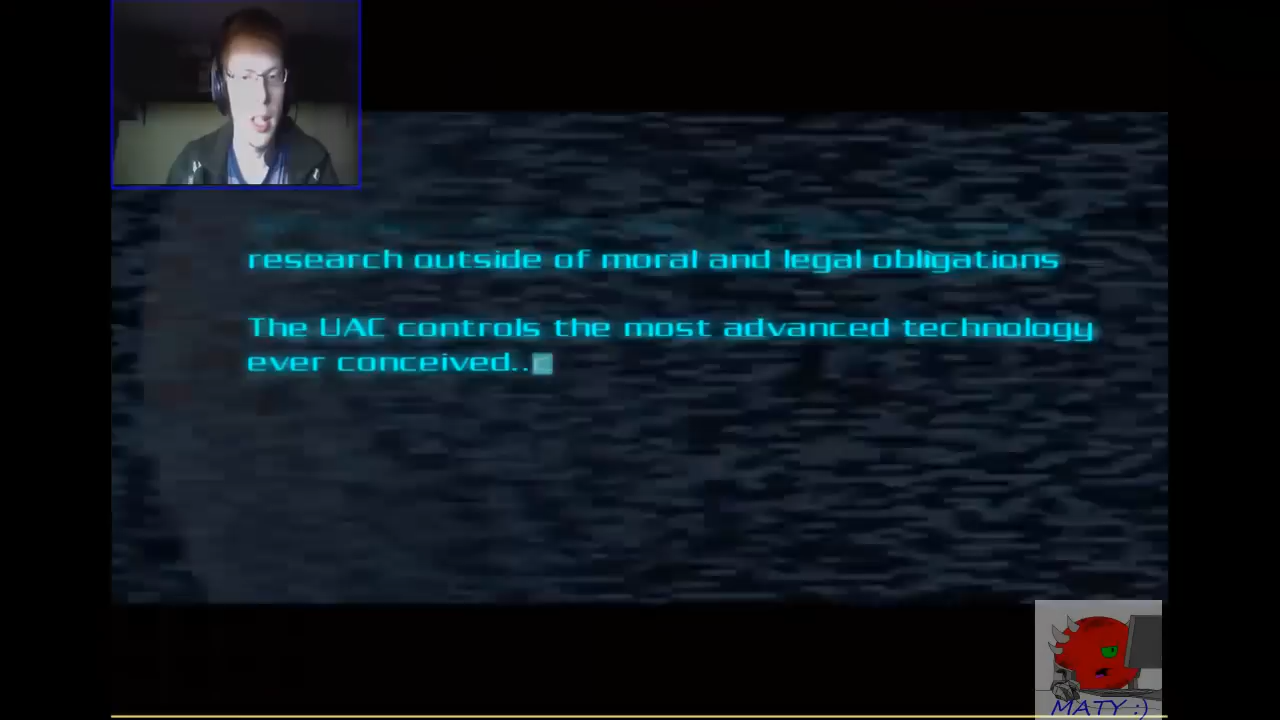 research outside of moral and legal obligations
The UAC controls the most advanced technology
ever conceived..
MATY :)